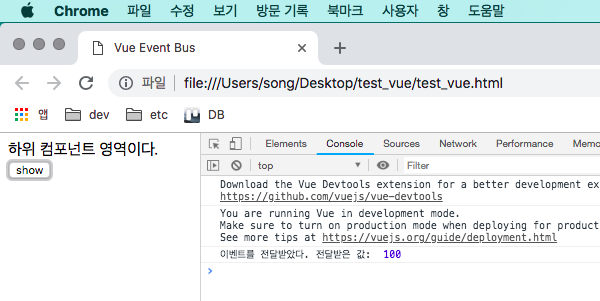 Chrome 파일 수정 보기 방문 기록 북마크 사용자 창 도움말
Vue Event Bus
파일 file:///Users/song/Desktop/test_vue/test_vue.html
앱 dev etc DB
하위 컴포넌트 영역이다.
show
Elements Console Sources Network Performance Memo
top Filter
Download the Vue Devtools extension for a better development ex
https://github.com/vuejs/vue-devtools
You are running Vue in development mode.
Make sure to turn on production mode when deploying for product
See more tips at https://vuejs.org/guide/deployment.html
이벤트를 전달받았다. 전달받은 값: 100